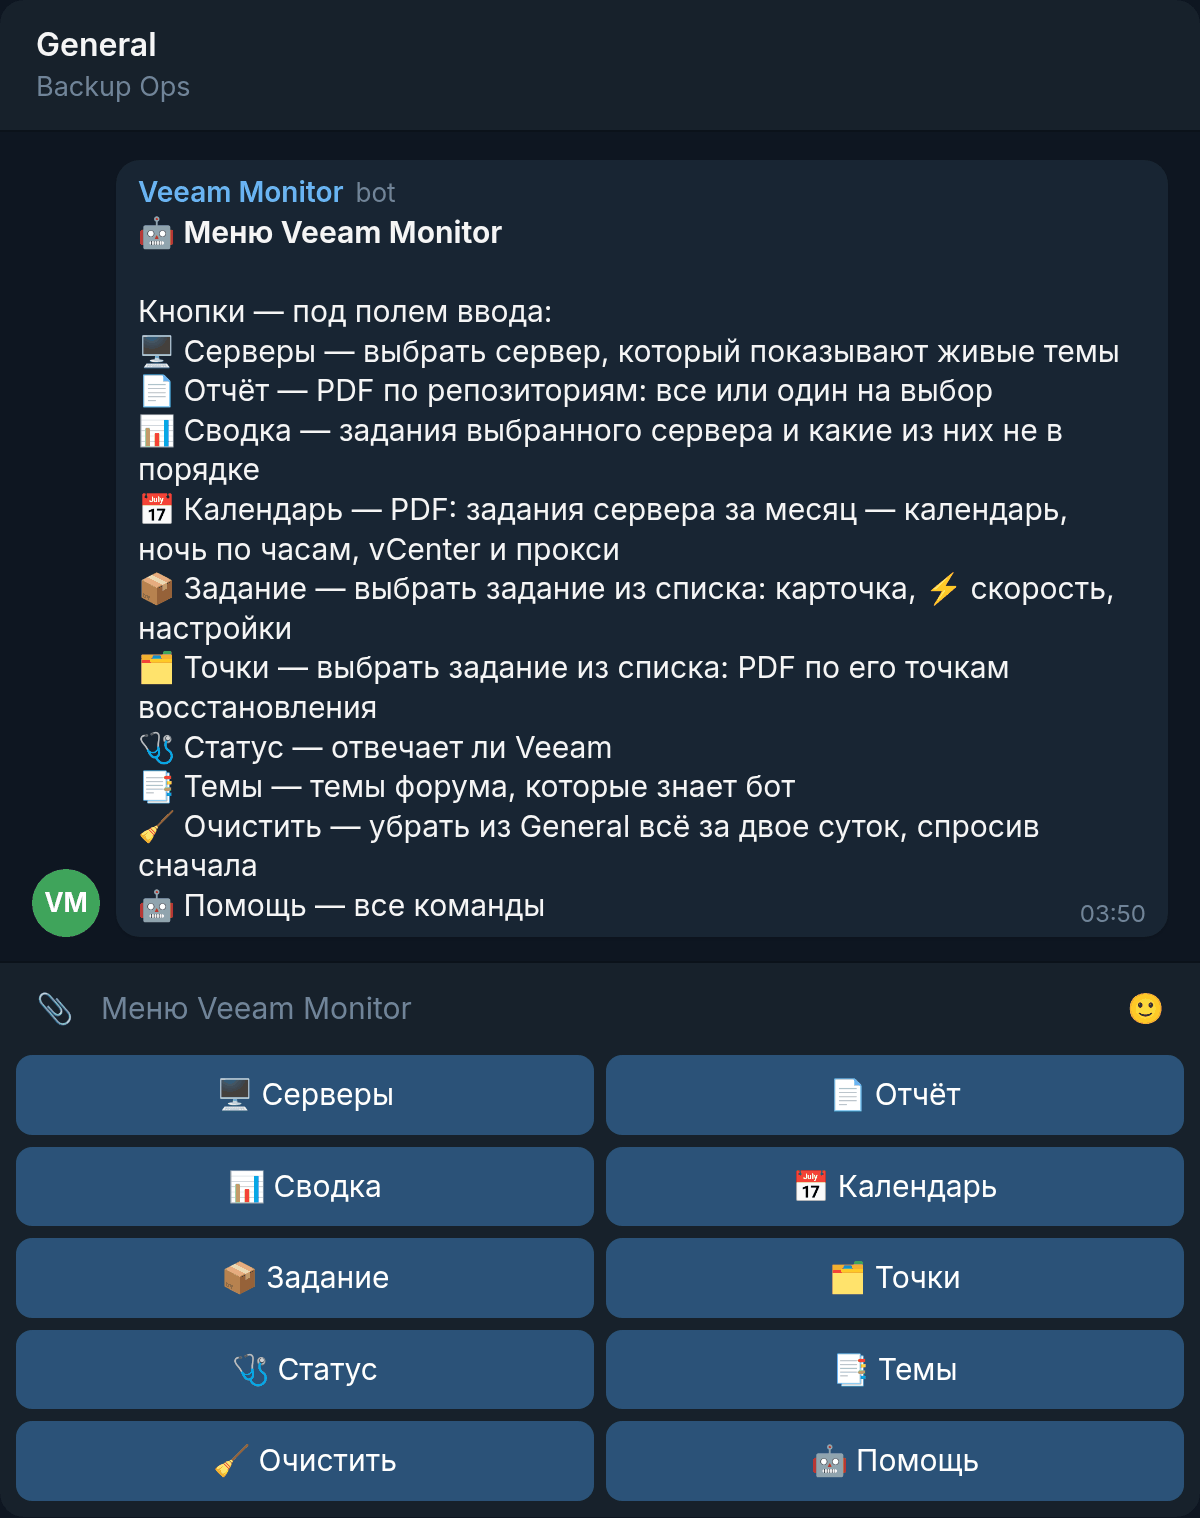 General
Backup Ops
Veeam Monitor bot
🤖 Меню Veeam Monitor
Кнопки — под полем ввода:
🖥️ Серверы — выбрать сервер, который показывают живые темы
📄 Отчёт — PDF по репозиториям: все или один на выбор
📊 Сводка — задания выбранного сервера и какие из них не в
порядке
📅 Календарь — PDF: задания сервера за месяц — календарь,
ночь по часам, vCenter и прокси
📦 Задание — выбрать задание из списка: карточка, ⚡ скорость,
настройки
🗂️ Точки — выбрать задание из списка: PDF по его точкам
восстановления
🩺 Статус — отвечает ли Veeam
📑 Темы — темы форума, которые знает бот
🧹 Очистить — убрать из General всё за двое суток, спросив
сначала
🤖 Помощь — все команды
VM
03:50
📎 Меню Veeam Monitor 🙂
🖥️ Серверы
📄 Отчёт
📊 Сводка
📅 Календарь
📦 Задание
🗂️ Точки
🩺 Статус
📑 Темы
🧹 Очистить
🤖 Помощь